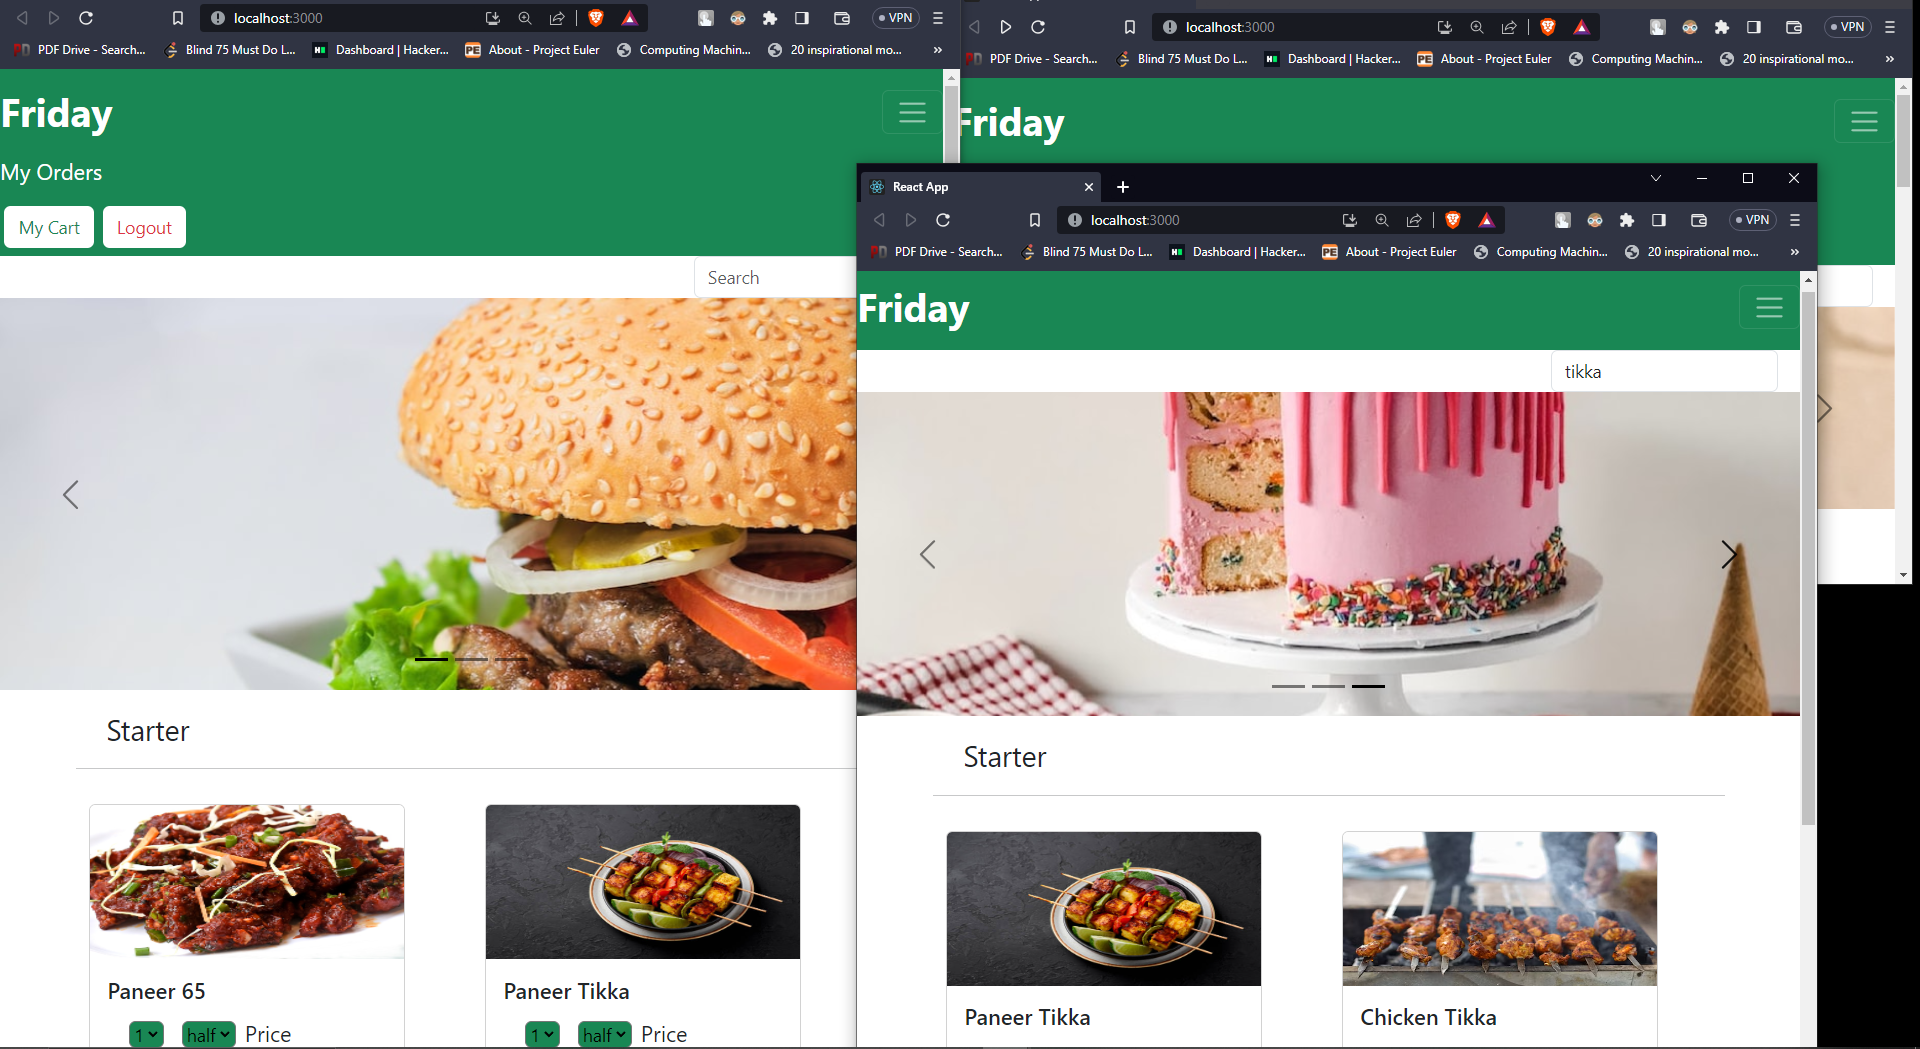 localhost:3000
VPN
PDF Drive - Search...
Blind 75 Must Do L...
Dashboard | Hacker...
PE
About - Project Euler
Computing Machin...
20 inspirational mo...
»
Friday
My Orders
My Cart
Logout
Search
Starter
Paneer 65
1 half Price
Paneer Tikka
1 half Price
localhost:3000
VPN
PDF Drive - Search...
Blind 75 Must Do L...
Dashboard | Hacker...
PE
About - Project Euler
Computing Machin...
20 inspirational mo...
»
Friday
React App
localhost:3000
VPN
PDF Drive - Search...
Blind 75 Must Do L...
Dashboard | Hacker...
PE
About - Project Euler
Computing Machin...
20 inspirational mo...
»
Friday
tikka
Starter
Paneer Tikka
Chicken Tikka